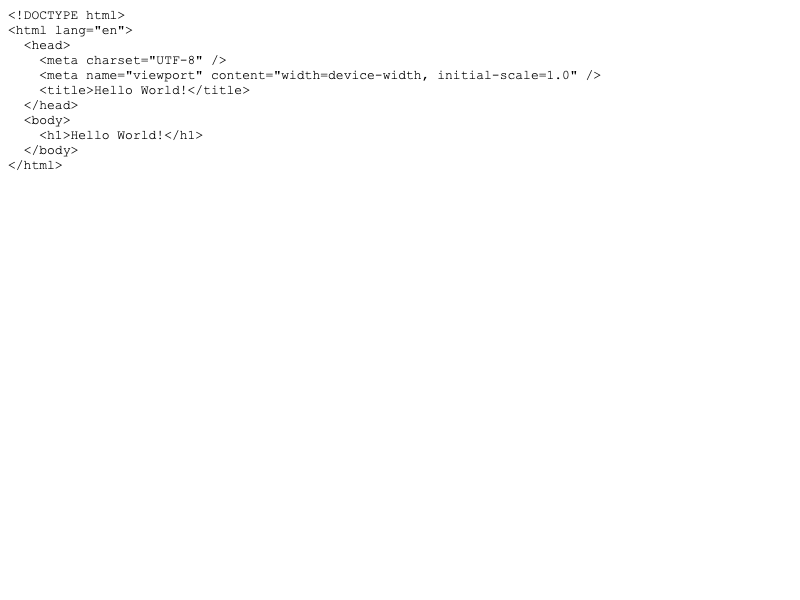 <!DOCTYPE html>
<html lang="en">
  <head>
    <meta charset="UTF-8" />
    <meta name="viewport" content="width=device-width, initial-scale=1.0" />
    <title>Hello World!</title>
  </head>
  <body>
    <h1>Hello World!</h1>
  </body>
</html>